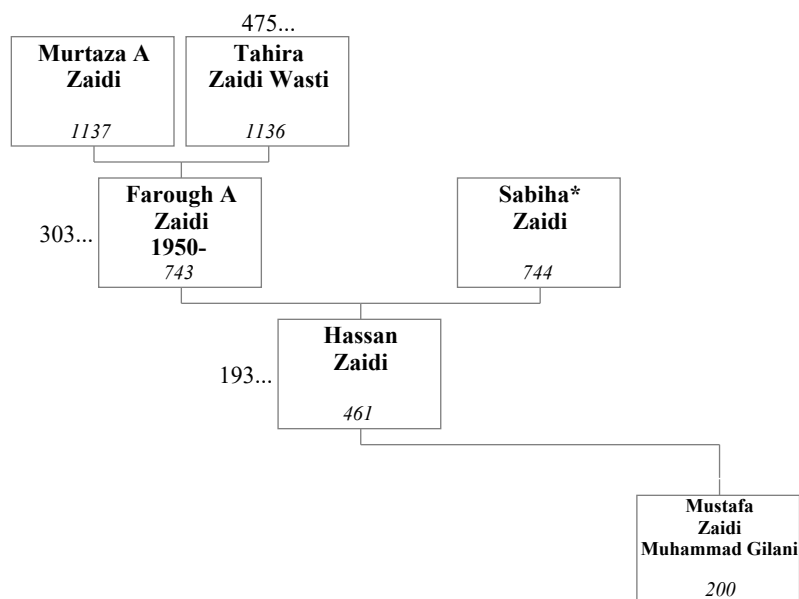 475...
Murtaza A
Zaidi
1137
Tahira
Zaidi Wasti
1136
303...
Farough A
Zaidi
1950-
743
Sabiha*
Zaidi
744
193...
Hassan
Zaidi
461
Mustafa
Zaidi
Muhammad Gilani
200